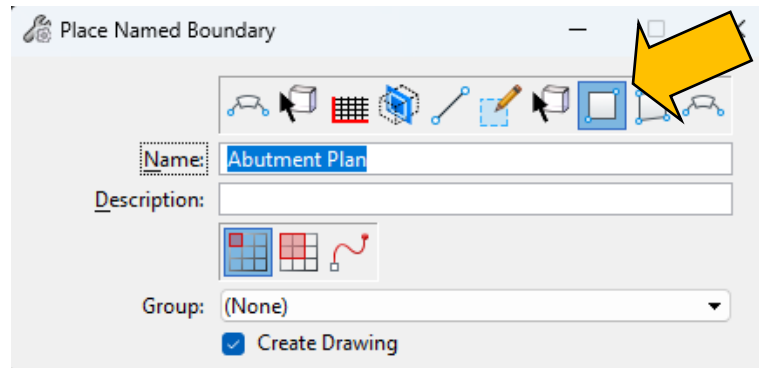 Place Named Boundary
Name: Abutment Plan
Description:
Group: (None)
Create Drawing